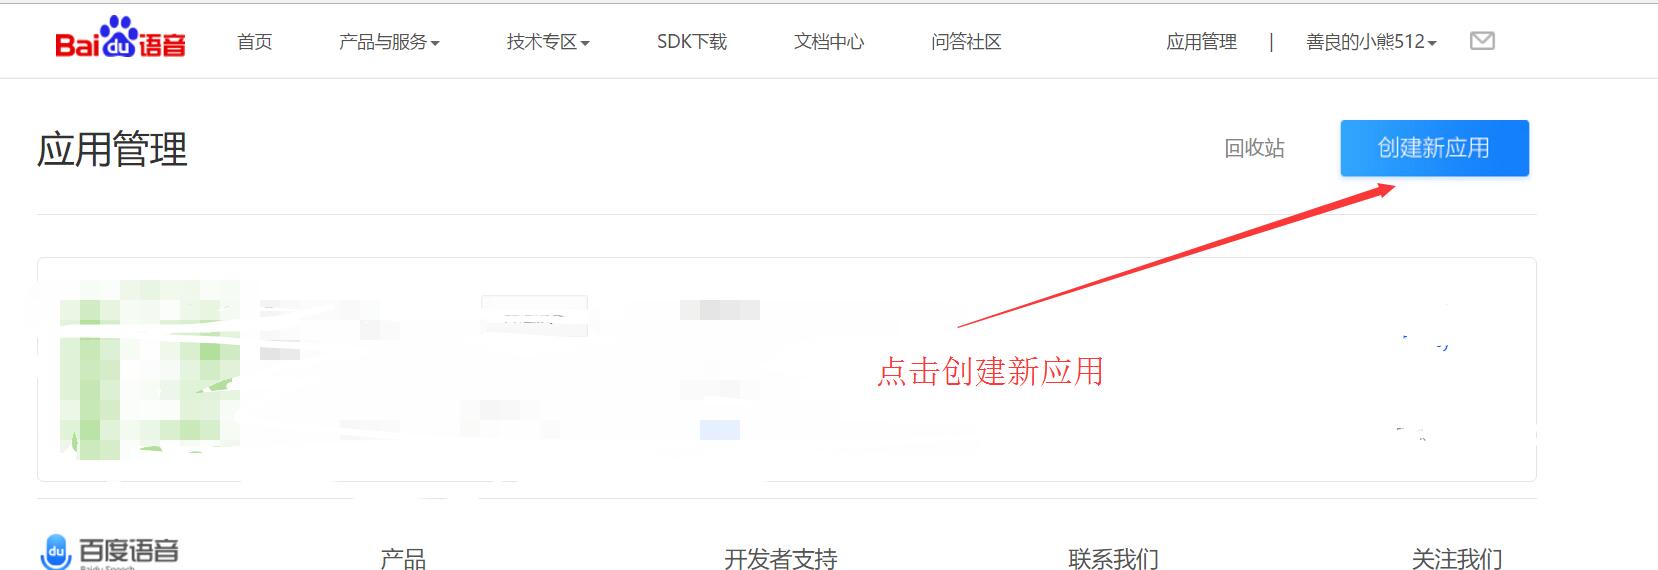 Bai du 语音
首页 产品与服务 技术专区 SDK下载 文档中心 问答社区 应用管理 | 善良的小熊512
应用管理
回收站
创建新应用
点击创建新应用
du 百度语音
Baidu Speech
产品 开发者支持 联系我们 关注我们